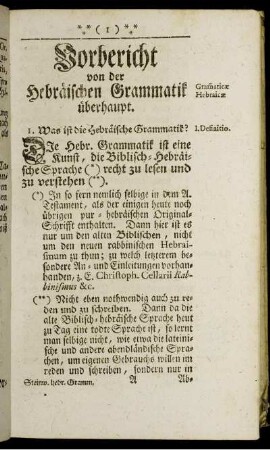 ( 1 )
Vorbericht
von der
Hebräischen Grammatik
überhaupt.
Gramaticæ
Hebraicæ
1. Was ist die Hebräische Grammatik?
1. Definitio.
DIe Hebr. Grammatik ist eine
Kunst, die Biblisch-Hebräi-
sche Sprache (*) recht zu lesen und
zu verstehen (**).
(*) In so fern nemlich selbige in dem A.
Testament, als der einigen heute noch
übrigen pur-hebräischen Original-
Schrifft enthalten. Dann hier ist es
nur um den alten Biblischen, nicht
um den neuen rabbinischen Hebrai-
smum zu thun; zu welch letzterem be-
sondere An- und Einleitungen vorhan-
banden, z. E. Christoph. Cellarii Rab-
binismus &c.
(**) Nicht eben nothwendig auch zu re-
den und zu schreiben. Dann da die
alte Biblisch-hebräische Sprache heut
zu Tag eine todte Sprache ist, so lernt
man selbige nicht, wie etwa die lateini-
sche und andere abendländische Spra-
chen, um eigenen Gebrauchs willen im
reden und schreiben, sondern nur in
Steinw. hebr. Gramm.
A
Ab-